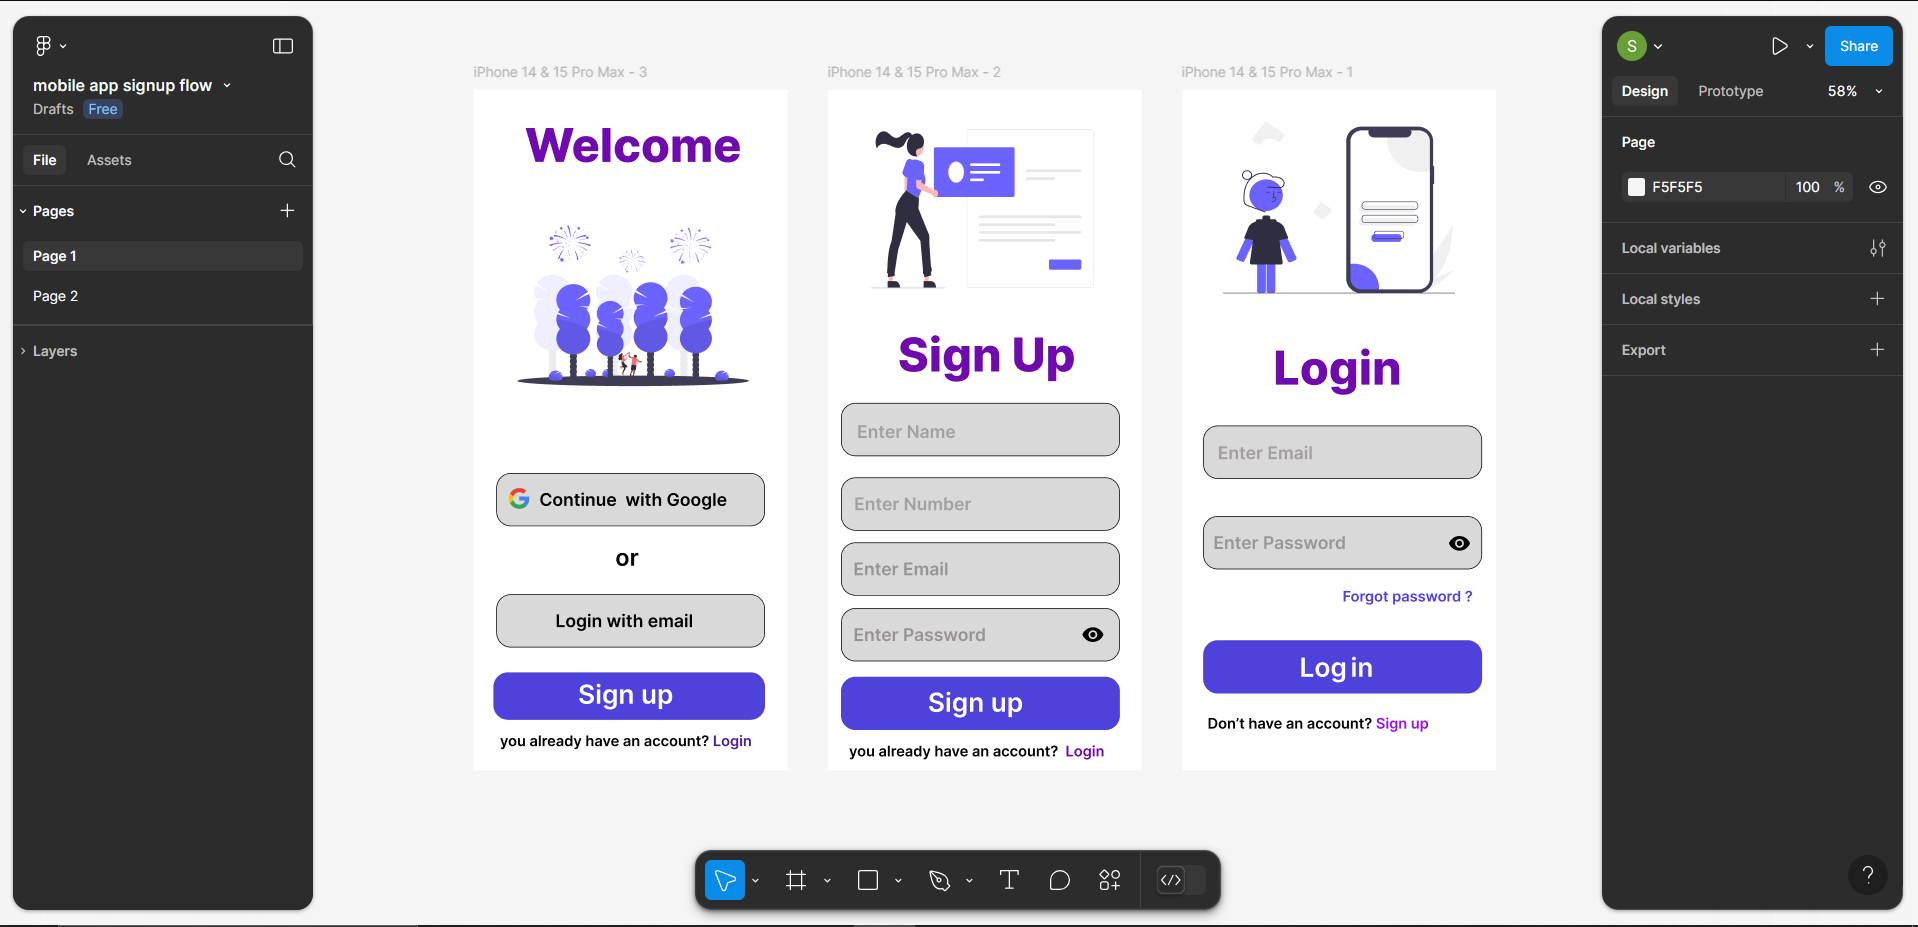 mobile app signup flow
Drafts Free
File Assets
Pages
Page 1
Page 2
Layers
iPhone 14 & 15 Pro Max - 3
Welcome
Continue  with Google
or
Login with email
Sign up
you already have an account? Login
iPhone 14 & 15 Pro Max - 2
Sign Up
Enter Name
Enter Number
Enter Email
Enter Password
Sign up
you already have an account?  Login
iPhone 14 & 15 Pro Max - 1
Login
Enter Email
Enter Password
Forgot password ?
Log in
Don't have an account? Sign up
S
Share
Design Prototype 58%
Page
F5F5F5 100 %
Local variables
Local styles
Export
?